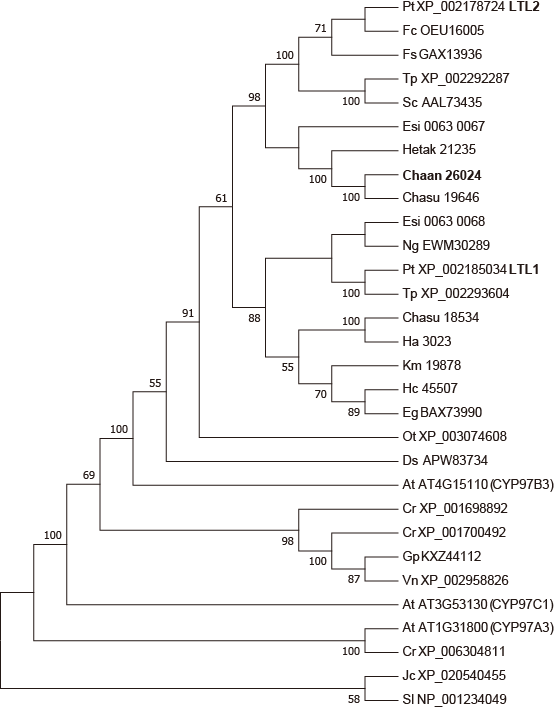 Pt XP_002178724 LTL2
71
Fc OEU16005
100
Fs GAX13936
Tp XP_002292287
98
100
Sc AAL73435
Esi 0063 0067
Hetak 21235
100
Chaan 26024
61
100
Chasu 19646
Esi 0063 0068
Ng EWM30289
Pt XP_002185034 LTL1
100
Tp XP_002293604
91
88
100
Chasu 18534
Ha 3023
55
Km 19878
55
70
Hc 45507
89
Eg BAX73990
100
Ot XP_003074608
Ds APW83734
69
At AT4G15110 (CYP97B3)
Cr XP_001698892
98
Cr XP_001700492
100
100
Gp KXZ44112
87
Vn XP_002958826
At AT3G53130 (CYP97C1)
At AT1G31800 (CYP97A3)
100
Cr XP_006304811
Jc XP_020540455
58
Sl NP_001234049